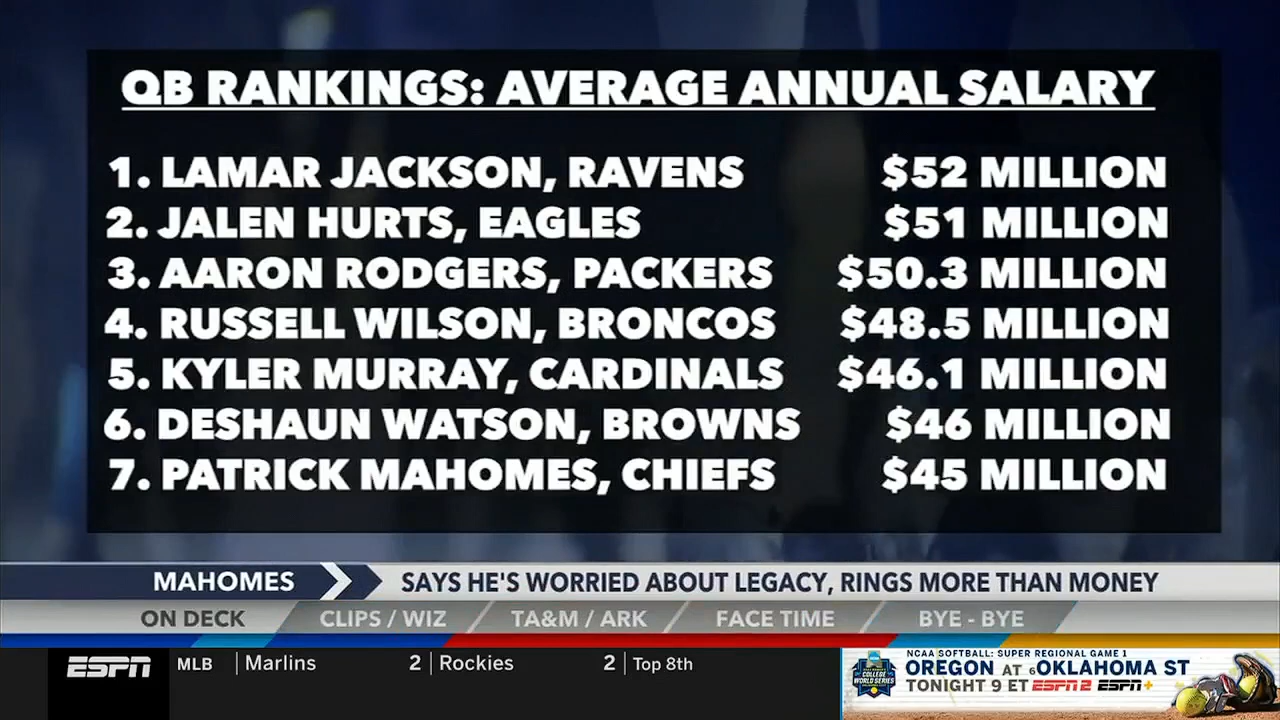 QB RANKINGS: AVERAGE ANNUAL SALARY
1. LAMAR JACKSON, RAVENS $52 MILLION
2. JALEN HURTS, EAGLES $51 MILLION
3. AARON RODGERS, PACKERS $50.3 MILLION
4. RUSSELL WILSON, BRONCOS $48.5 MILLION
5. KYLER MURRAY, CARDINALS $46.1 MILLION
6. DESHAUN WATSON, BROWNS $46 MILLION
7. PATRICK MAHOMES, CHIEFS $45 MILLION
MAHOMES SAYS HE'S WORRIED ABOUT LEGACY, RINGS MORE THAN MONEY
ON DECK CLIPS / WIZ TA&M / ARK FACE TIME BYE - BYE
ESPN MLB Marlins 2 Rockies 2 Top 8th
NCAA SOFTBALL: SUPER REGIONAL GAME 1
OREGON AT 6 OKLAHOMA ST
TONIGHT 9 ET ESPN2 ESPN+
COLLEGE
WORLD SERIES